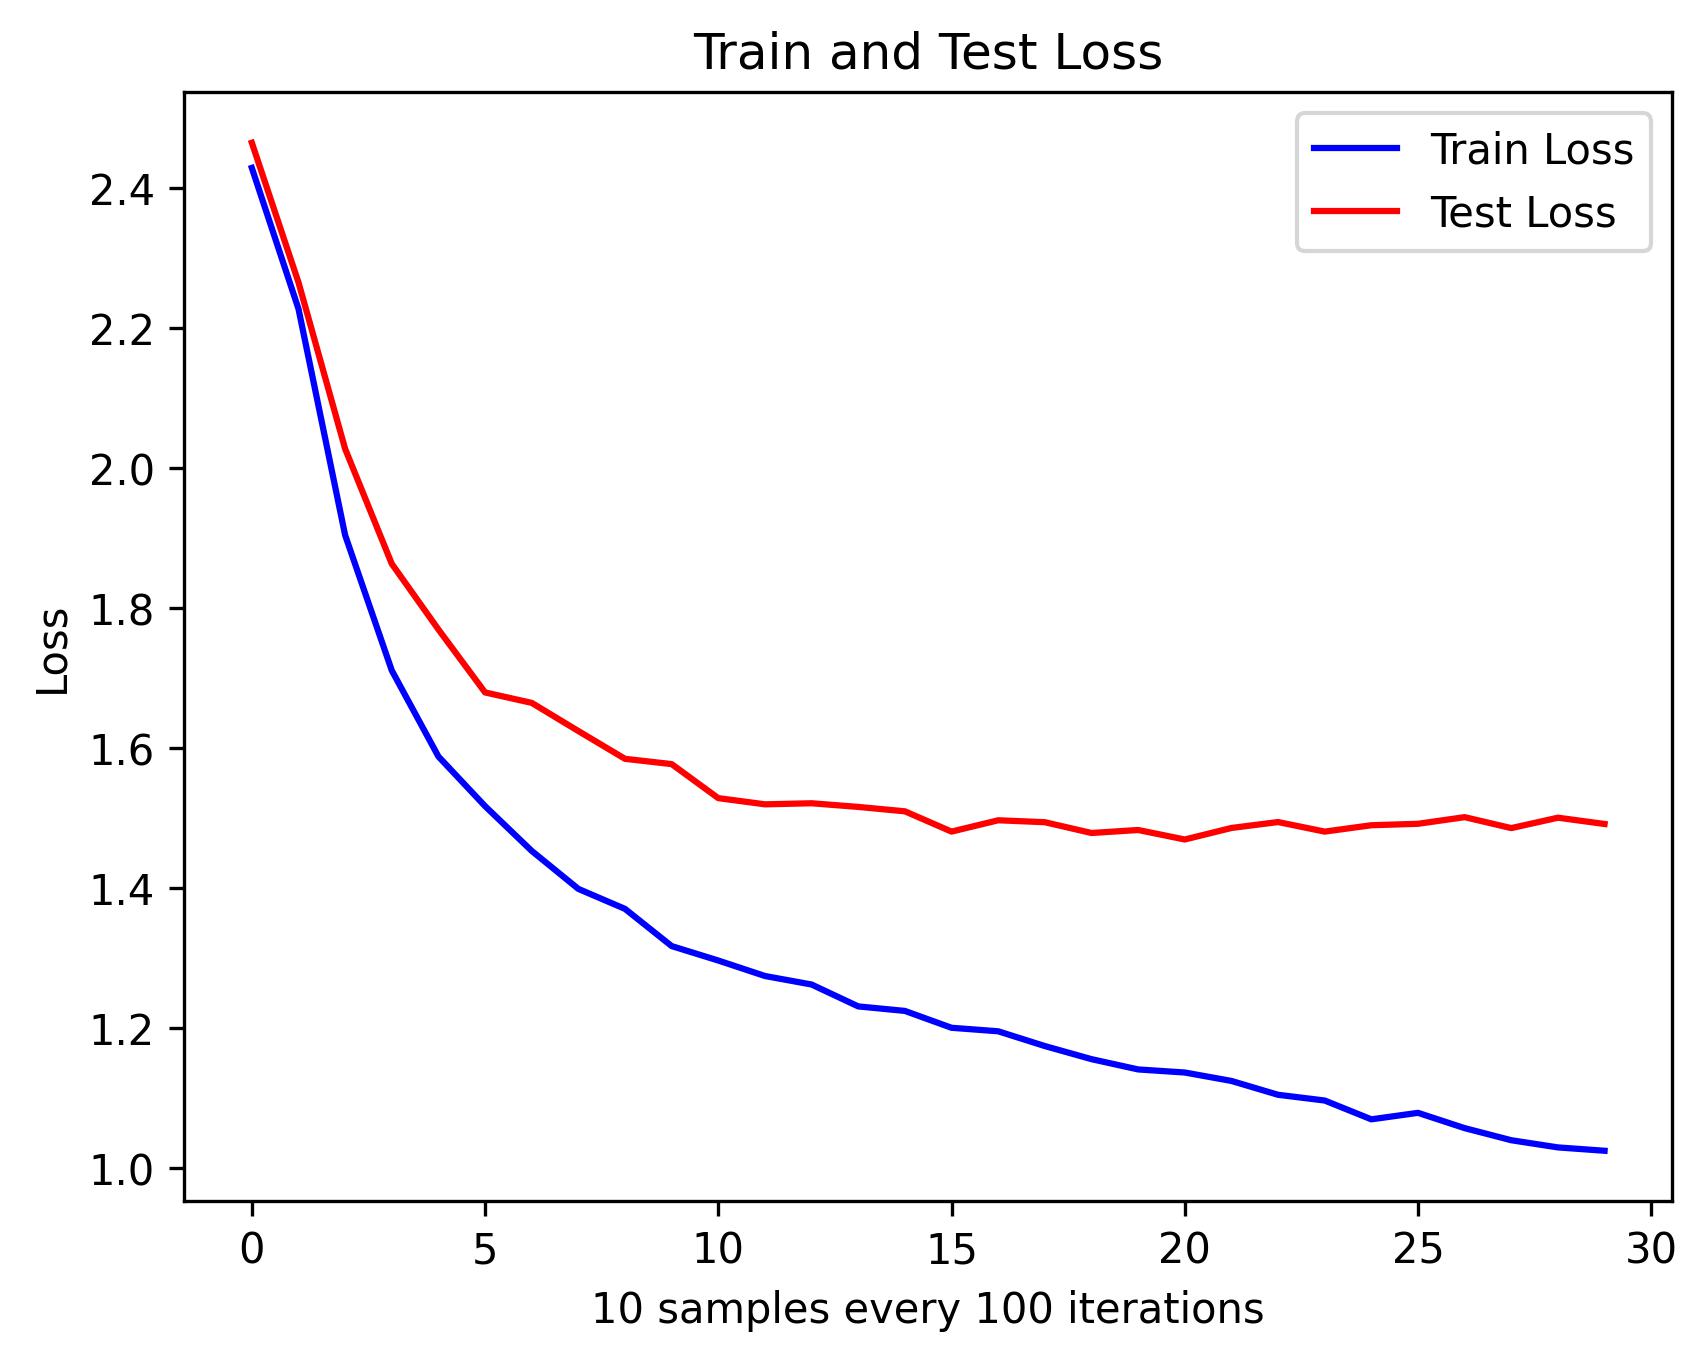 Train and Test Loss
Train Loss
Test Loss
Loss
2.4
2.2
2.0
1.8
1.6
1.4
1.2
1.0
0 5 10 15 20 25 30
10 samples every 100 iterations